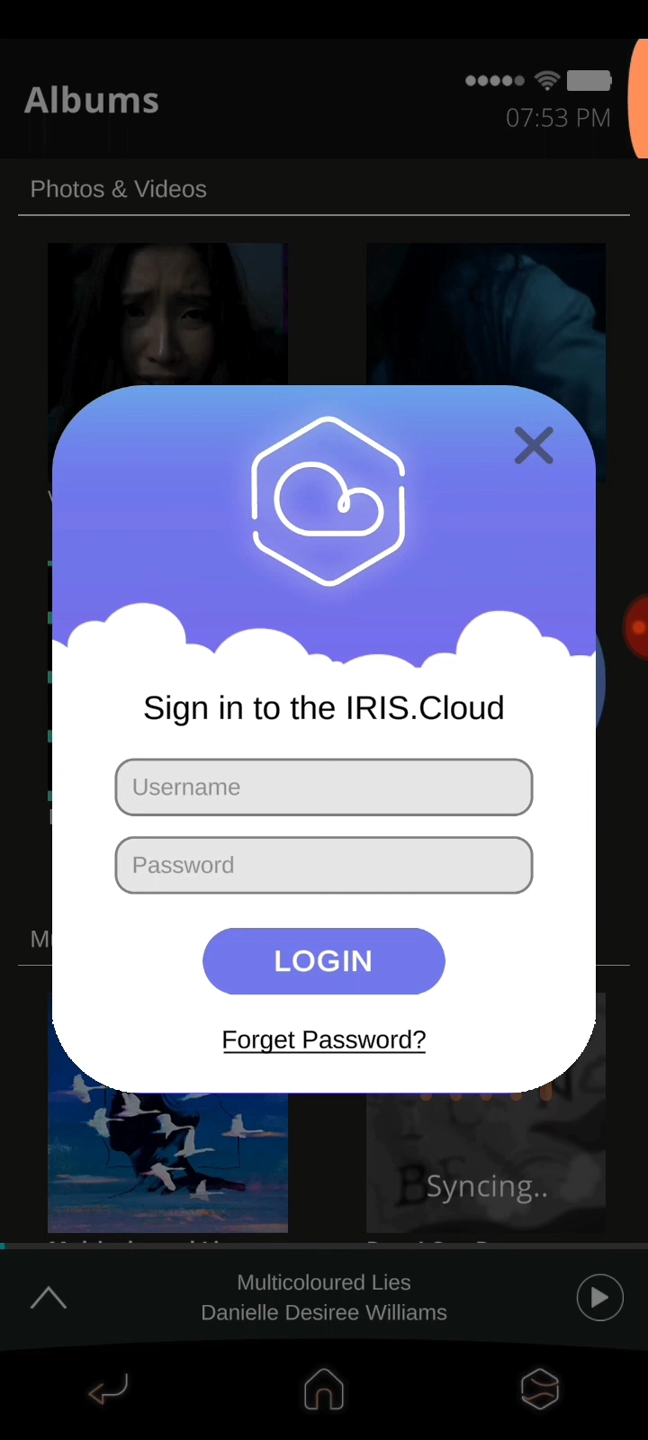 Albums
07:53 PM
Photos & Videos
Sign in to the IRIS.Cloud
Username
Password
LOGIN
Forget Password?
Syncing..
Multicoloured Lies
Danielle Desiree Williams